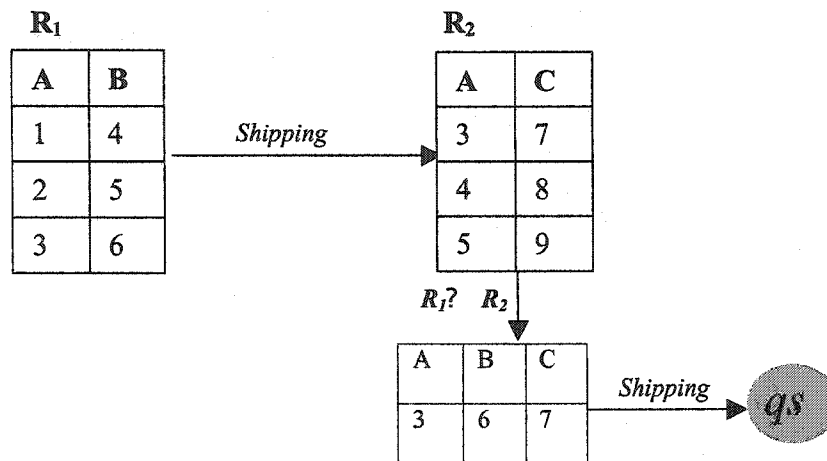 R₁ R₂
A B
1 4
2 5
3 6
Shipping
A C
3 7
4 8
5 9
R₁? R₂
A B C
3 6 7
Shipping
qs